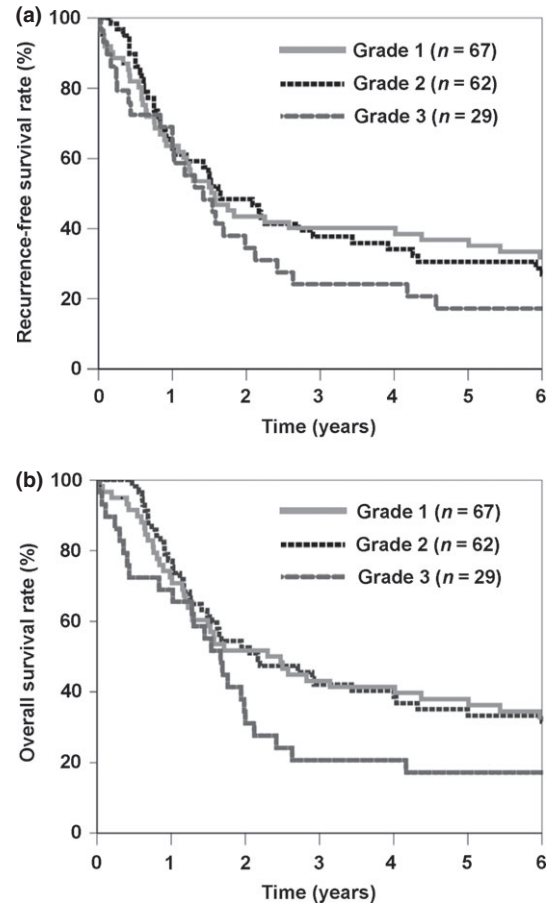 (a)
100
80
60
40
20
0
Recurrence-free survival rate (%)
Grade 1 (n = 67)
Grade 2 (n = 62)
Grade 3 (n = 29)
0 1 2 3 4 5 6
Time (years)
(b)
100
80
60
40
20
0
Overall survival rate (%)
Grade 1 (n = 67)
Grade 2 (n = 62)
Grade 3 (n = 29)
0 1 2 3 4 5 6
Time (years)